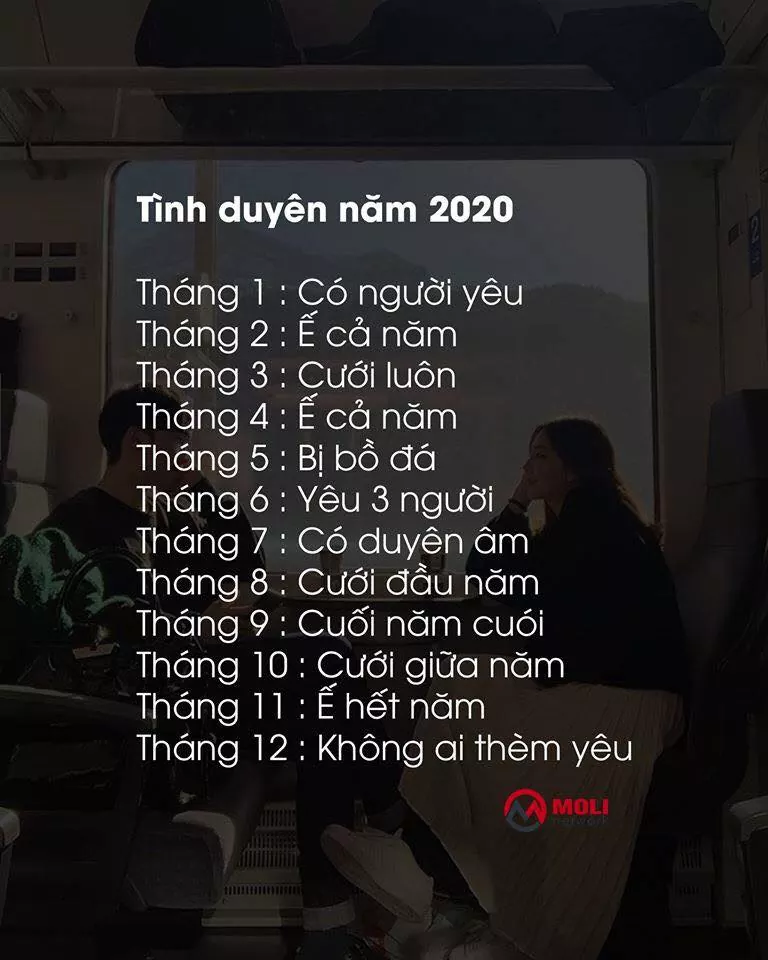 Tình duyên năm 2020
Tháng 1 : Có người yêu
Tháng 2 : Ế cả năm
Tháng 3 : Cưới luôn
Tháng 4 : Ế cả năm
Tháng 5 : Bị bồ đá
Tháng 6 : Yêu 3 người
Tháng 7 : Có duyên âm
Tháng 8 : Cưới đầu năm
Tháng 9 : Cuối năm cuói
Tháng 10 : Cưới giữa năm
Tháng 11 : Ế hết năm
Tháng 12 : Không ai thèm yêu
MOLI
network
2